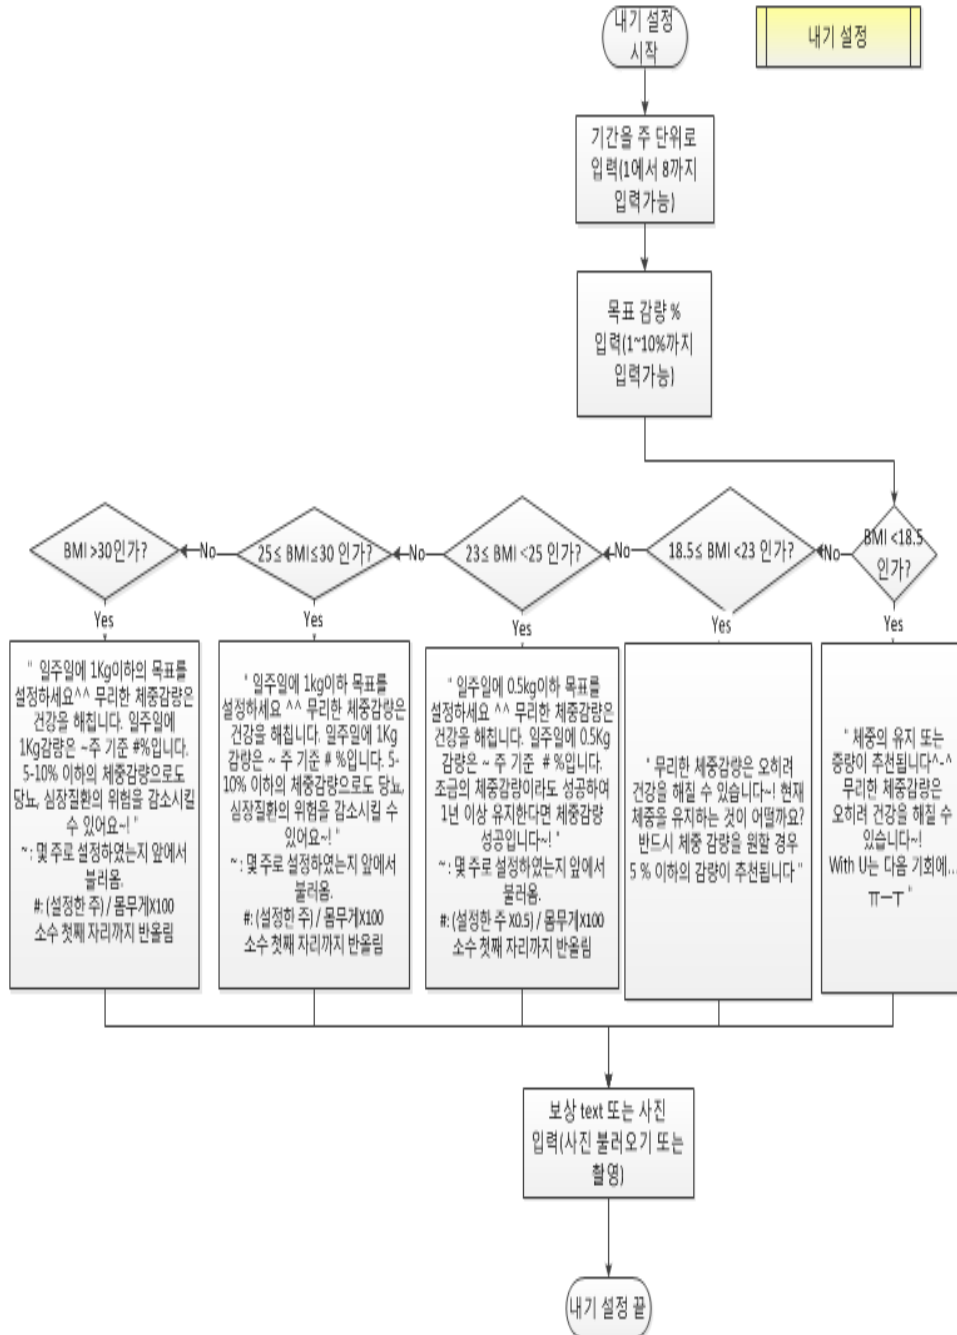 내기 설정
시작
내기 설정
기간을 주 단위로
입력(1에서 8까지
입력가능)
목표 감량 %
입력(1~10%까지
입력가능)
BMI >30인가?
No
25≤ BMI≤30 인가?
No
23≤ BMI <25 인가?
No
18.5≤ BMI <23 인가?
No
BMI <18.5
인가?
Yes
Yes
Yes
Yes
Yes
" 일주일에 1Kg이하의 목표를
설정하세요^^ 무리한 체중감량은
건강을 해칩니다. 일주일에
1Kg감량은 ~주 기준 #%입니다.
5-10% 이하의 체중감량으로도
당뇨, 심장질환의 위험을 감소시킬
수 있어요~! "
~ : 몇 주로 설정하였는지 앞에서
불러옴.
#: (설정한 주) / 몸무게X100
소수 첫째 자리까지 반올림
" 일주일에 1kg이하 목표를
설정하세요 ^^ 무리한 체중감량은
건강을 해칩니다. 일주일에 1Kg
감량은 ~ 주 기준 # %입니다. 5-
10% 이하의 체중감량으로도 당뇨,
심장질환의 위험을 감소시킬 수
있어요~! "
~ : 몇 주로 설정하였는지 앞에서
불러옴.
#: (설정한 주) / 몸무게X100
소수 첫째 자리까지 반올림
" 일주일에 0.5kg이하 목표를
설정하세요 ^^ 무리한 체중감량은
건강을 해칩니다. 일주일에 0.5Kg
감량은 ~ 주 기준 # %입니다.
조금의 체중감량이라도 성공하여
1년 이상 유지한다면 체중감량
성공입니다~! "
~ : 몇 주로 설정하였는지 앞에서
불러옴.
#: (설정한 주 X0.5) / 몸무게X100
소수 첫째 자리까지 반올림
" 무리한 체중감량은 오히려
건강을 해칠 수 있습니다~! 현재
체중을 유지하는 것이 어떨까요?
반드시 체중 감량을 원할 경우
5 % 이하의 감량이 추천됩니다 "
" 체중의 유지 또는
증량이 추천됩니다^-^
무리한 체중감량은
오히려 건강을 해칠 수
있습니다~!
With U는 다음 기회에...
ㅠㅡㅜ "
보상 text 또는 사진
입력(사진 불러오기 또는
촬영)
내기 설정 끝